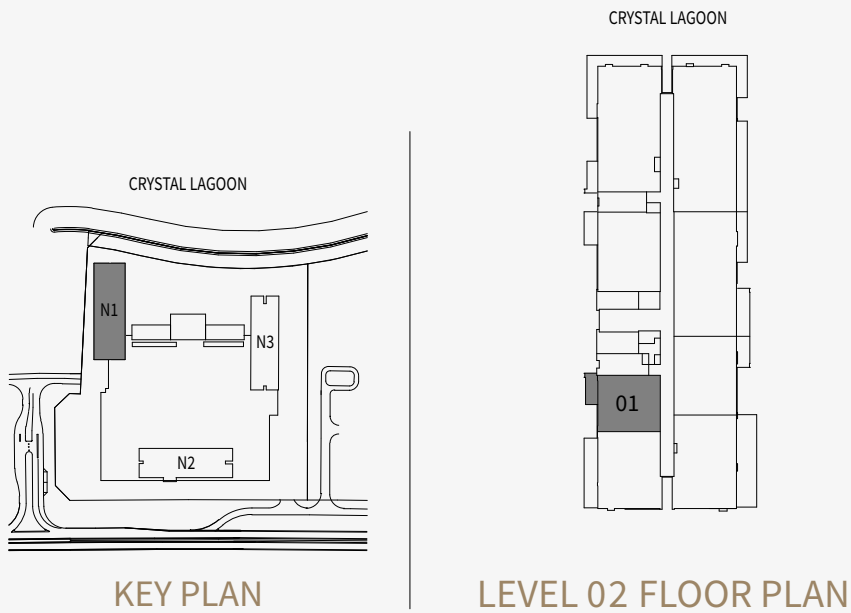 CRYSTAL LAGOON
N1
N3
N2
KEY PLAN
CRYSTAL LAGOON
01
LEVEL 02 FLOOR PLAN